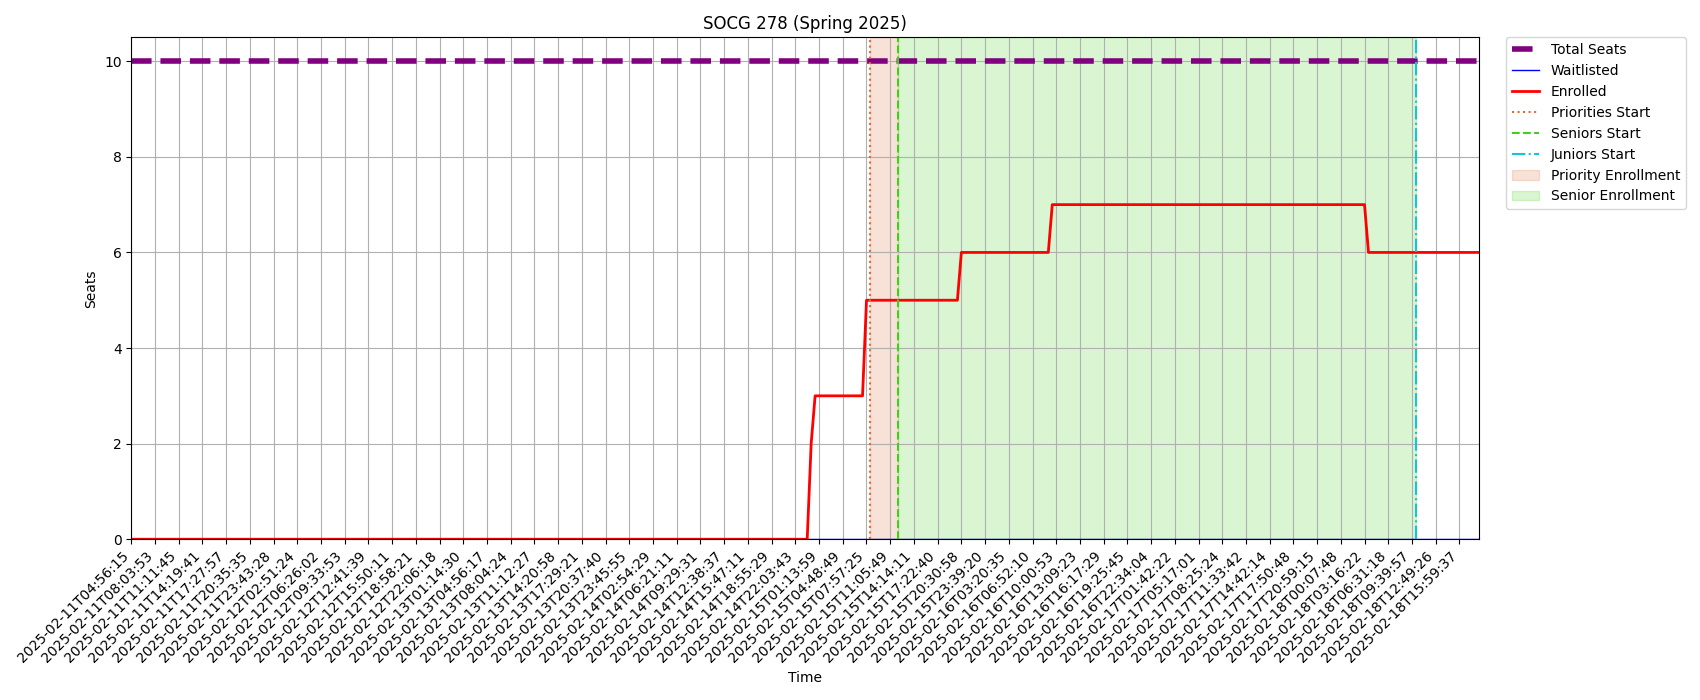 SOCG 278 (Spring 2025)
Total Seats
Waitlisted
Enrolled
Priorities Start
Seniors Start
Juniors Start
Priority Enrollment
Senior Enrollment
Seats
10
8
6
4
2
0
2025-02-11T04:56:15
2025-02-11T08:03:53
2025-02-11T11:11:45
2025-02-11T14:19:41
2025-02-11T17:27:57
2025-02-11T20:35:35
2025-02-11T23:43:28
2025-02-12T02:51:24
2025-02-12T06:26:02
2025-02-12T09:33:53
2025-02-12T12:41:39
2025-02-12T15:50:11
2025-02-12T18:58:21
2025-02-12T22:06:18
2025-02-13T01:14:30
2025-02-13T04:56:17
2025-02-13T08:04:24
2025-02-13T11:12:27
2025-02-13T14:20:58
2025-02-13T17:29:21
2025-02-13T20:37:40
2025-02-13T23:45:55
2025-02-14T02:54:29
2025-02-14T06:21:11
2025-02-14T09:29:31
2025-02-14T12:38:37
2025-02-14T15:47:11
2025-02-14T18:55:29
2025-02-14T22:03:43
2025-02-15T01:13:59
2025-02-15T04:48:49
2025-02-15T07:57:25
2025-02-15T11:05:49
2025-02-15T14:14:11
2025-02-15T17:22:40
2025-02-15T20:30:58
2025-02-15T23:39:20
2025-02-16T03:20:35
2025-02-16T06:52:10
2025-02-16T10:00:53
2025-02-16T13:09:23
2025-02-16T16:17:29
2025-02-16T19:25:45
2025-02-16T22:34:04
2025-02-17T01:42:22
2025-02-17T05:17:01
2025-02-17T08:25:24
2025-02-17T11:33:42
2025-02-17T14:42:14
2025-02-17T17:50:48
2025-02-17T20:59:15
2025-02-18T00:07:48
2025-02-18T03:16:22
2025-02-18T06:31:18
2025-02-18T09:39:57
2025-02-18T12:49:26
2025-02-18T15:59:37
Time